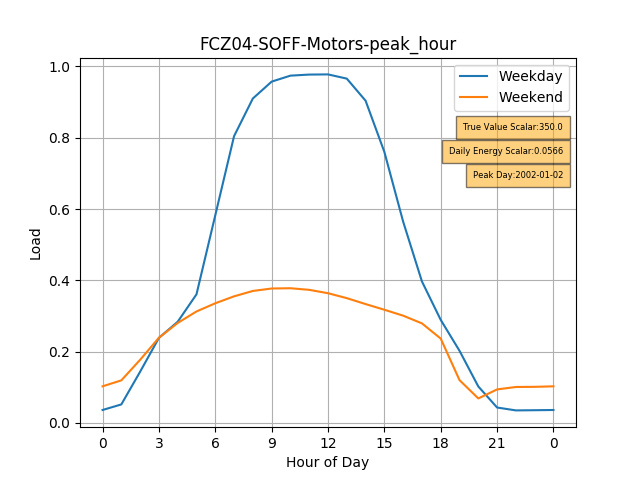 FCZ04-SOFF-Motors-peak_hour
1.0
0.8
0.6
0.4
0.2
0.0
Load
Weekday
Weekend
True Value Scalar:350.0
Daily Energy Scalar:0.0566
Peak Day:2002-01-02
0 3 6 9 12 15 18 21 0
Hour of Day